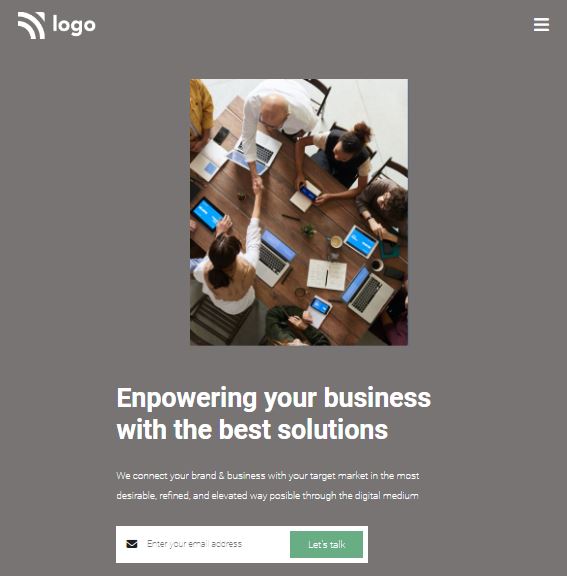 logo
Enpowering your business
with the best solutions
We connect your brand & business with your target market in the most
desirable, refined, and elevated way posible through the digital medium
Enter your email address
Let's talk